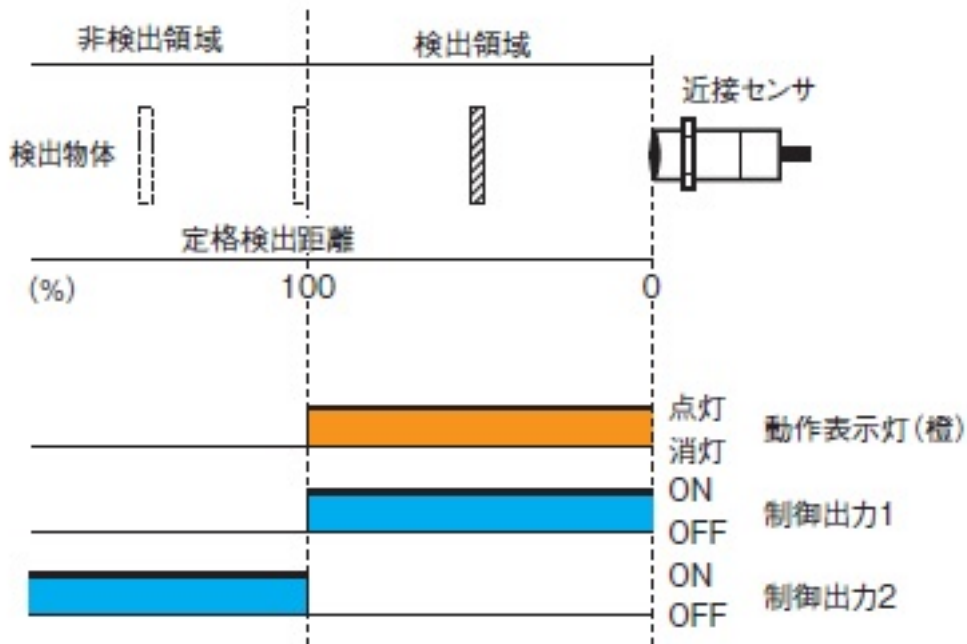 非検出領域
検出領域
近接センサ
検出物体
定格検出距離
(%)
100
0
点灯
消灯
動作表示灯(橙)
ON
OFF
制御出力1
ON
OFF
制御出力2